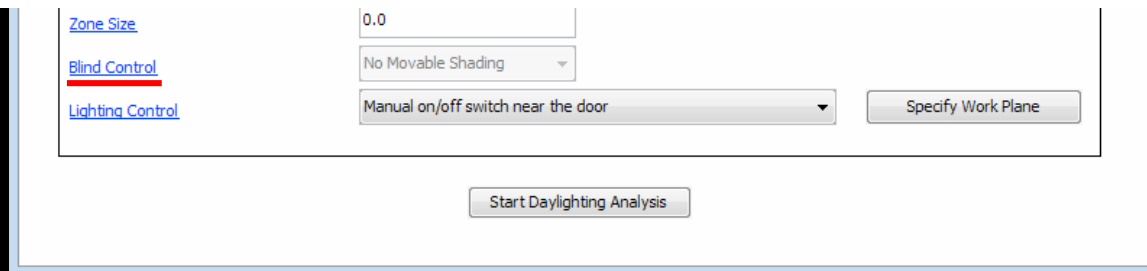 Zone Size 0.0
Blind Control No Movable Shading
Lighting Control Manual on/off switch near the door Specify Work Plane
Start Daylighting Analysis